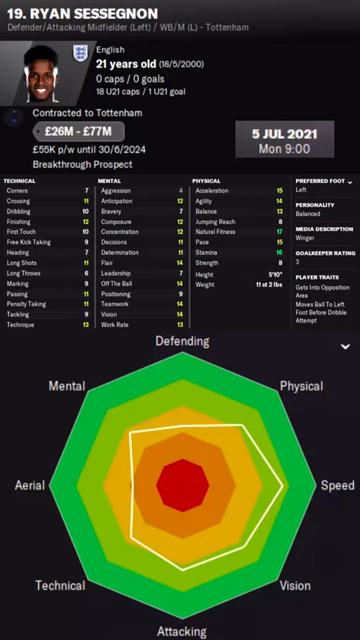 19. RYAN SESSEGNON
Defender/Attacking Midfielder (Left) / WB/M (L) - Tottenham
English
21 years old (18/5/2000)
0 caps / 0 goals
18 U21 caps / 1 U21 goal
Contracted to Tottenham
£26M - £77M
£55K p/w until 30/6/2024
Breakthrough Prospect
5 JUL 2021
Mon 9:00
TECHNICAL
Corners 7
Crossing 11
Dribbling 10
Finishing 12
First Touch 10
Free Kick Taking 9
Heading 7
Long Shots 11
Long Throws 6
Marking 9
Passing 11
Penalty Taking 11
Tackling 9
Technique 13
MENTAL
Aggression 4
Anticipation 12
Bravery 7
Composure 12
Concentration 12
Decisions 11
Determination 11
Flair 14
Leadership 7
Off The Ball 14
Positioning 9
Teamwork 14
Vision 14
Work Rate 13
PHYSICAL
Acceleration 15
Agility 14
Balance 13
Jumping Reach 8
Natural Fitness 17
Pace 15
Stamina 16
Strength 8
Height 5'10"
Weight 11 st 2 lbs
PREFERRED FOOT
Left
PERSONALITY
Balanced
MEDIA DESCRIPTION
Winger
GOALKEEPER RATING
3
PLAYER TRAITS
Gets Into Opposition
Area
Moves Ball To Left
Foot Before Dribble
Attempt
Defending
Mental
Physical
Aerial
Speed
Technical
Vision
Attacking